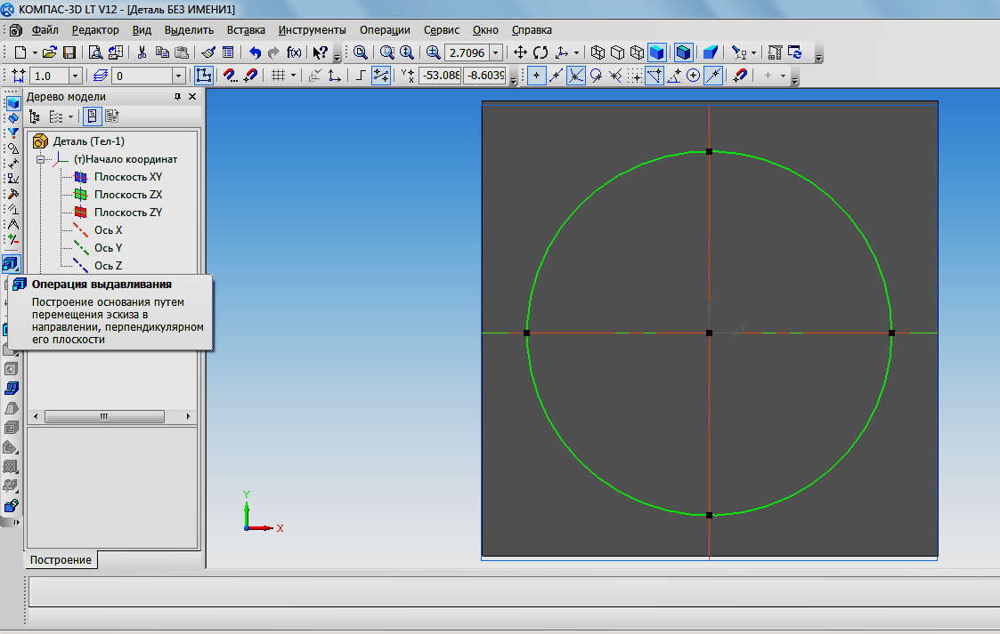 КОМПАС-3D LT V12 - [Деталь БЕЗ ИМЕНИ1]
Файл Редактор Вид Выделить Вставка Инструменты Операции Сервис Окно Справка
f(x) 2.7096
1.0 0 -53.088 -8.6039
Дерево модели
Деталь (Тел-1)
(т)Начало координат
Плоскость XY
Плоскость ZX
Плоскость ZY
Ось X
Ось Y
Ось Z
Операция выдавливания
Построение основания путем
перемещения эскиза в
направлении, перпендикулярном
его плоскости
Y
X
Y
X
Построение